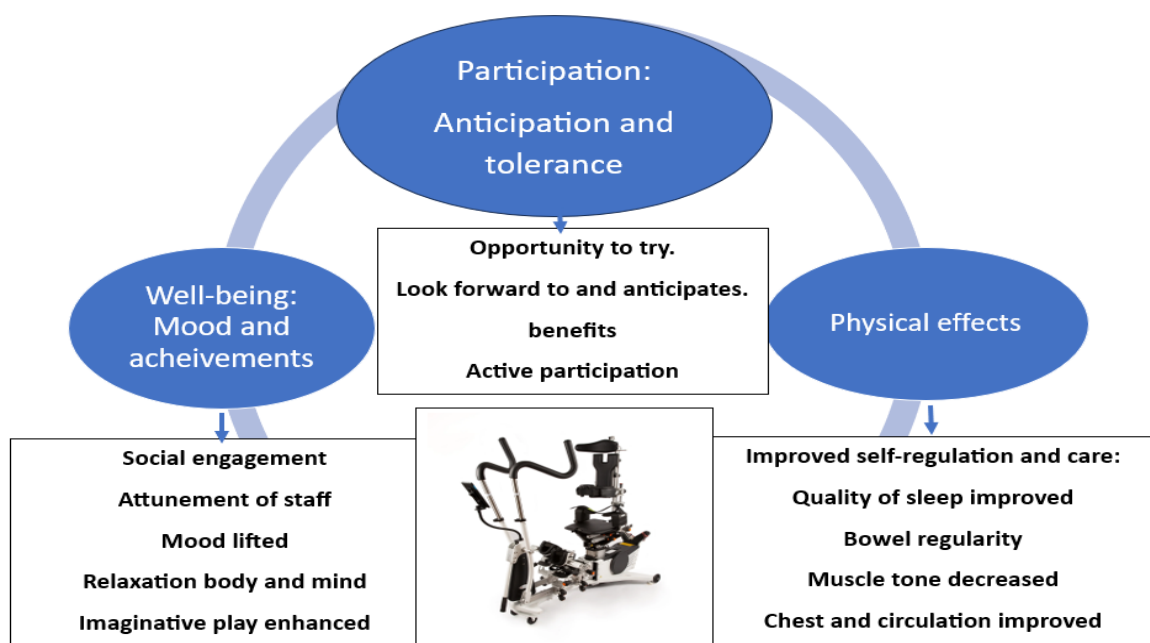 Participation:
Anticipation and
tolerance
Opportunity to try.
Look forward to and anticipates.
benefits
Active participation
Well-being:
Mood and
acheivements
Social engagement
Attunement of staff
Mood lifted
Relaxation body and mind
Imaginative play enhanced
Physical effects
Improved self-regulation and care:
Quality of sleep improved
Bowel regularity
Muscle tone decreased
Chest and circulation improved